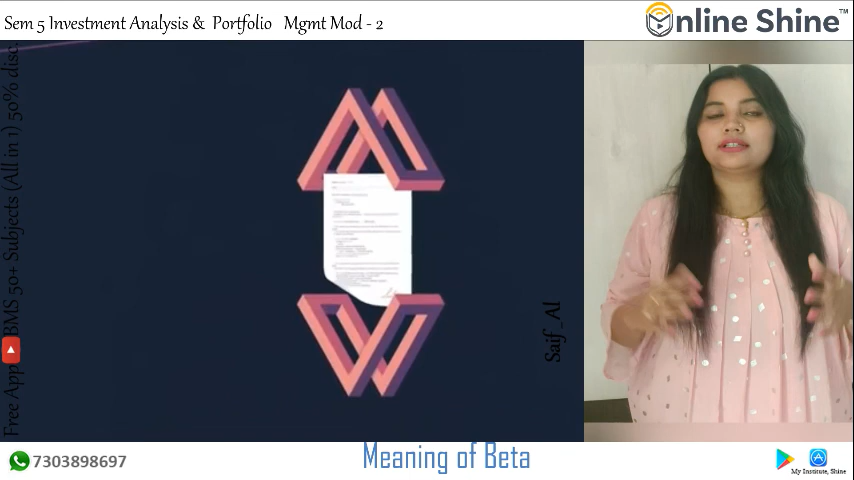 Sem 5 Investment Analysis & Portfolio Mgmt Mod - 2
Online Shine™
Free App BMS 50+ Subjects (All in 1) 50% disc.
Saif_Al
7303898697
Meaning of Beta
My Institute, Shine